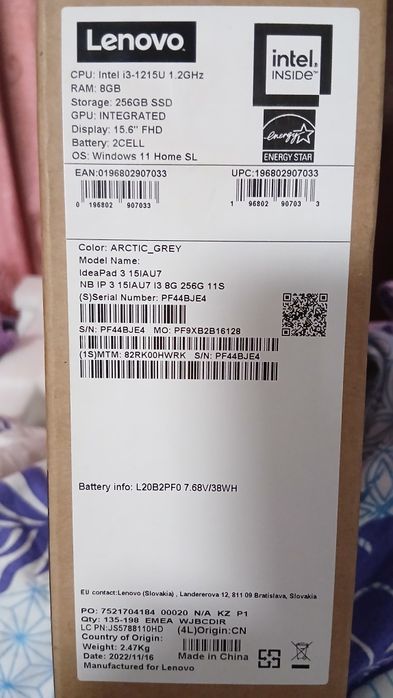 Lenovo
intel.
INSIDE™
CPU: Intel i3-1215U 1.2GHz
RAM: 8GB
Storage: 256GB SSD
GPU: INTEGRATED
Display: 15.6" FHD
Battery: 2CELL
OS: Windows 11 Home SL
energy
ENERGY STAR
EAN:0196802907033
UPC:196802907033
0 196802 907033
1 96802 90703 3
Color: ARCTIC_GREY
Model Name:
IdeaPad 3 15IAU7
NB IP 3 15IAU7 I3 8G 256G 11S
(S)Serial Number: PF44BJE4
S/N: PF44BJE4 MO: PF9XB2B16128
(1S)MTM: 82RK00HWRK S/N: PF44BJE4
Battery info: L20B2PF0 7.68V/38WH
EU contact:Lenovo (Slovakia) , Landererova 12, 811 09 Bratislava, Slovakia
PO: 7521704184 00020 N/A KZ P1
Qty: 135-198 EMEA WJBCDIR
LC PN:JS5788110HD (4L)Origin:CN
Country of Origin:
Weight: 2.47Kg Made in China
Date: 2022/11/16
Manufactured for Lenovo